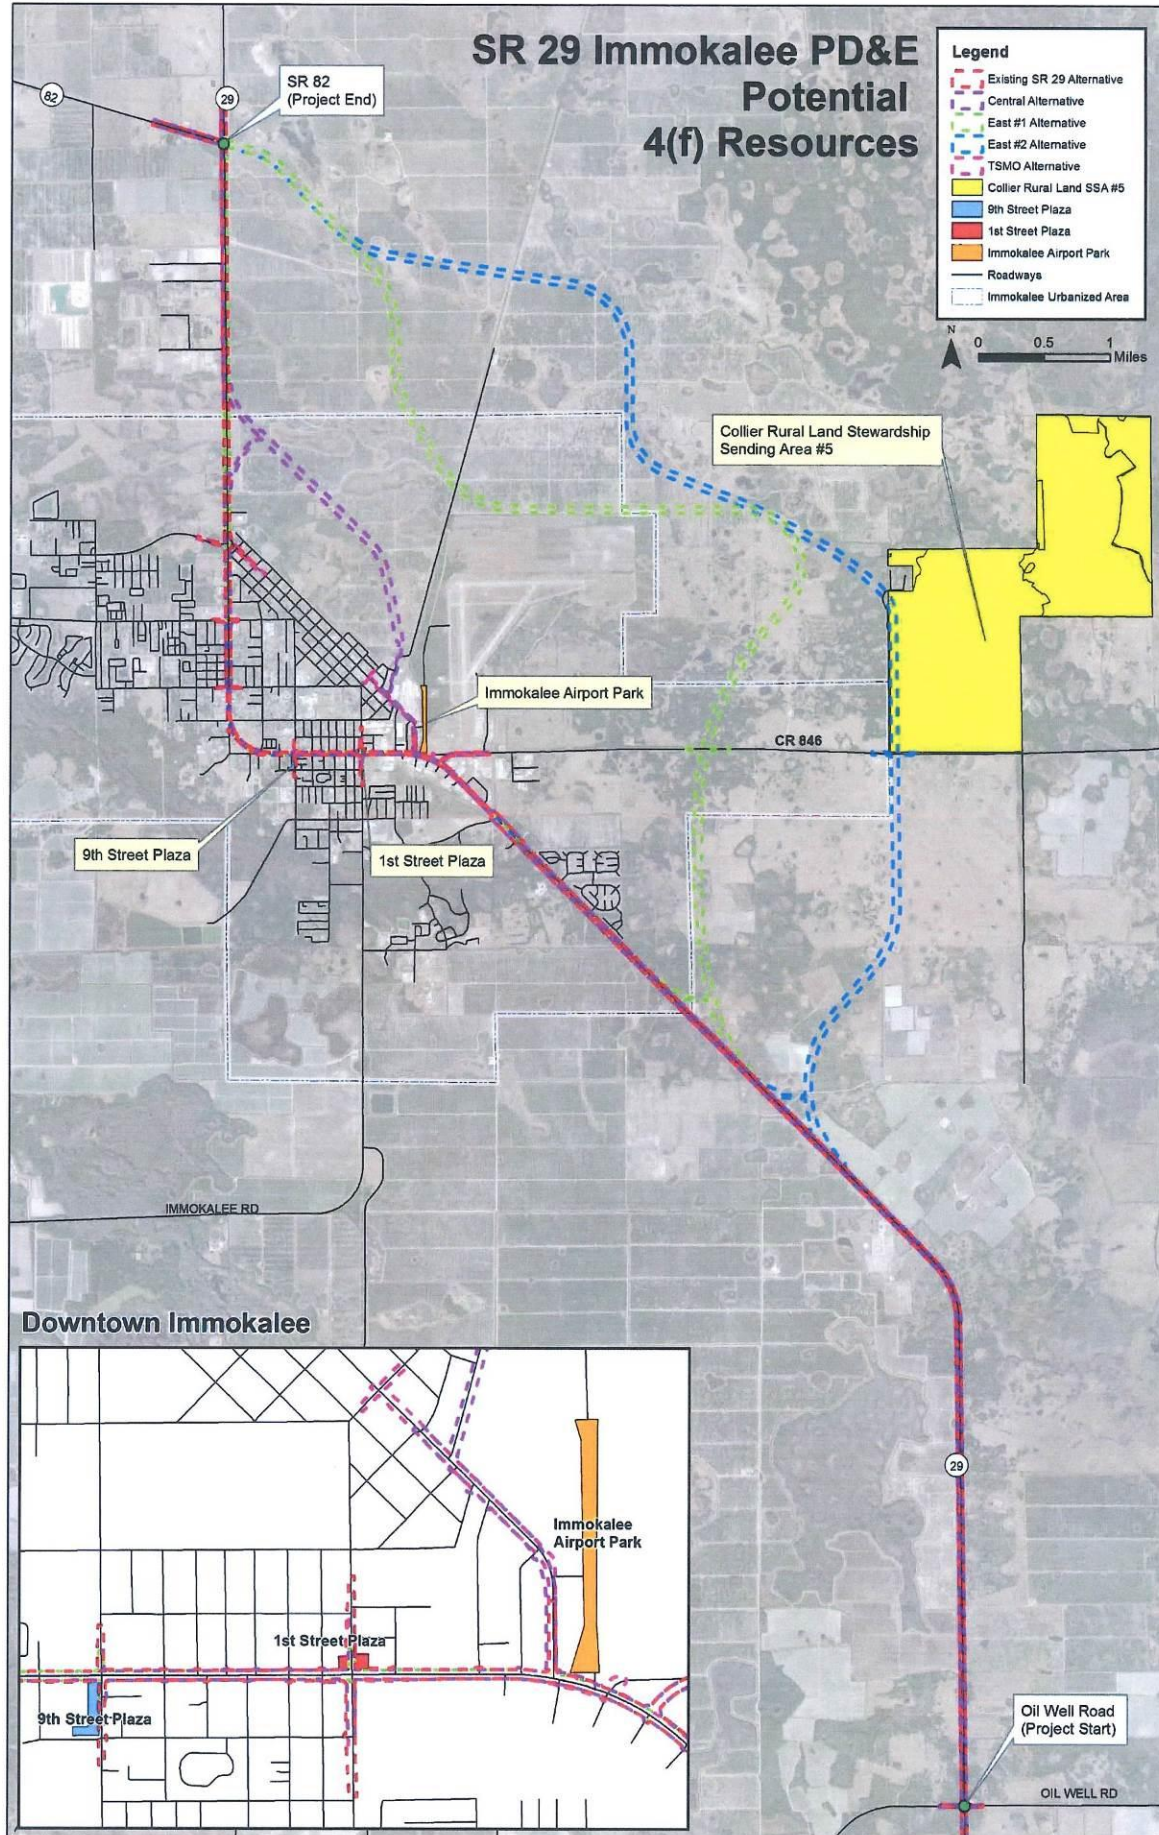 SR 29 Immokalee PD&E
Potential
4(f) Resources
Legend
Existing SR 29 Alternative
Central Alternative
East #1 Alternative
East #2 Alternative
TSMO Alternative
Collier Rural Land SSA #5
9th Street Plaza
1st Street Plaza
Immokalee Airport Park
Roadways
Immokalee Urbanized Area
N
0 0.5 1
Miles
82
29
SR 82
(Project End)
Collier Rural Land Stewardship
Sending Area #5
Immokalee Airport Park
CR 846
9th Street Plaza
1st Street Plaza
IMMOKALEE RD
29
Oil Well Road
(Project Start)
OIL WELL RD
Downtown Immokalee
Immokalee
Airport Park
1st Street Plaza
9th Street Plaza